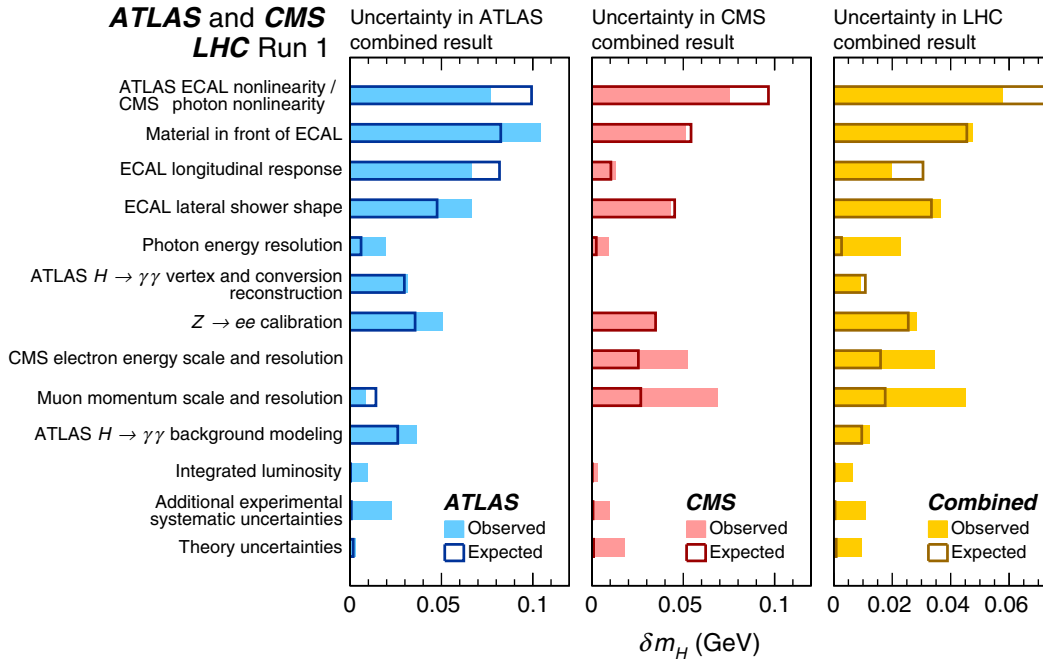 ATLAS and CMS
LHC Run 1
Uncertainty in ATLAS
combined result
Uncertainty in CMS
combined result
Uncertainty in LHC
combined result
ATLAS ECAL nonlinearity /
CMS photon nonlinearity
Material in front of ECAL
ECAL longitudinal response
ECAL lateral shower shape
Photon energy resolution
ATLAS H → γγ vertex and conversion
reconstruction
Z → ee calibration
CMS electron energy scale and resolution
Muon momentum scale and resolution
ATLAS H → γγ background modeling
Integrated luminosity
Additional experimental
systematic uncertainties
Theory uncertainties
ATLAS
Observed
Expected
CMS
Observed
Expected
Combined
Observed
Expected
0 0.05 0.1
0 0.05 0.1
0 0.02 0.04 0.06
δm_H (GeV)